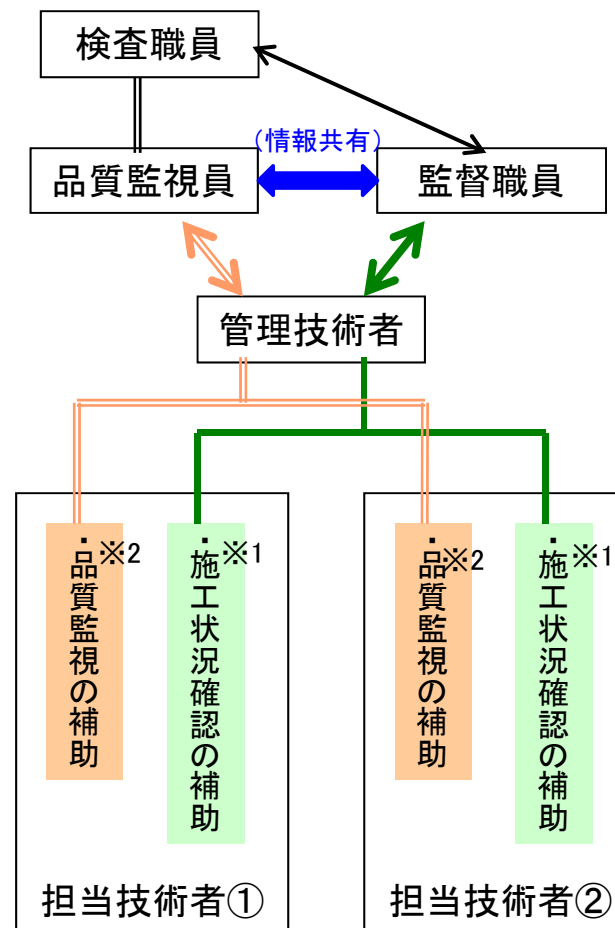 検査職員
(情報共有)
品質監視員
監督職員
管理技術者
・品質監視の補助
※2
・施工状況確認の補助
※1
・品質監視の補助
※2
・施工状況確認の補助
※1
担当技術者①
担当技術者②